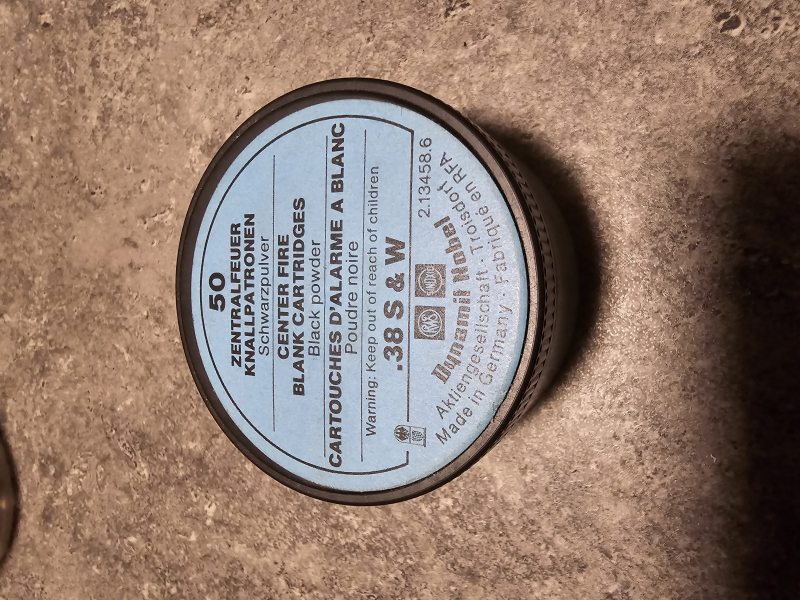 50
ZENTRALFEUER
KNALLPATRONEN
Schwarzpulver
CENTER FIRE
BLANK CARTRIDGES
Black powder
CARTOUCHES D'ALARME A BLANC
Poudre noire
Warning: Keep out of reach of children
.38 S & W
2.13458.6
RWS
Dynamit Nobel
Aktiengesellschaft · Troisdorf
Made in Germany · Fabriqué en RFA